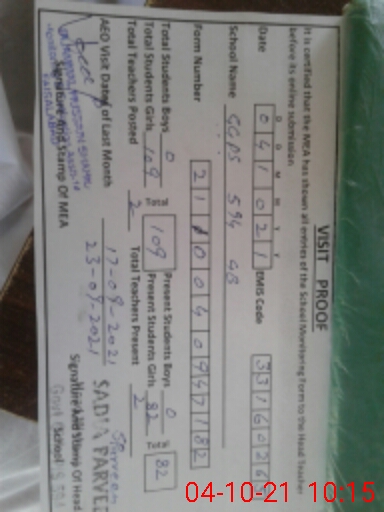 VISIT PROOF
It is certified that the MEA has shown all entries of the School Monitoring Form to the Head Teacher
before its online submission
D D M M Y Y
Date 0 4 1 0 2 1 EMIS Code 3 3 1 6 0 2 6
School Name GGPS 594 GB
Form Number 2 1 1 0 0 4 0 9 4 7 1 8 2
Total Students Boys 0 Total 109 Present Students Boys 0 Total 82
Total Students Girls 109 Present Students Girls 82
Total Teachers Posted 2 Total Teachers Present 2
AEO Visit Dates of Last Month 17-09-2021
23-09-2021
SADIA PARVE
Signature And Stamp Of MEA Signature And Stamp Of Head
School
04-10-21 10:15